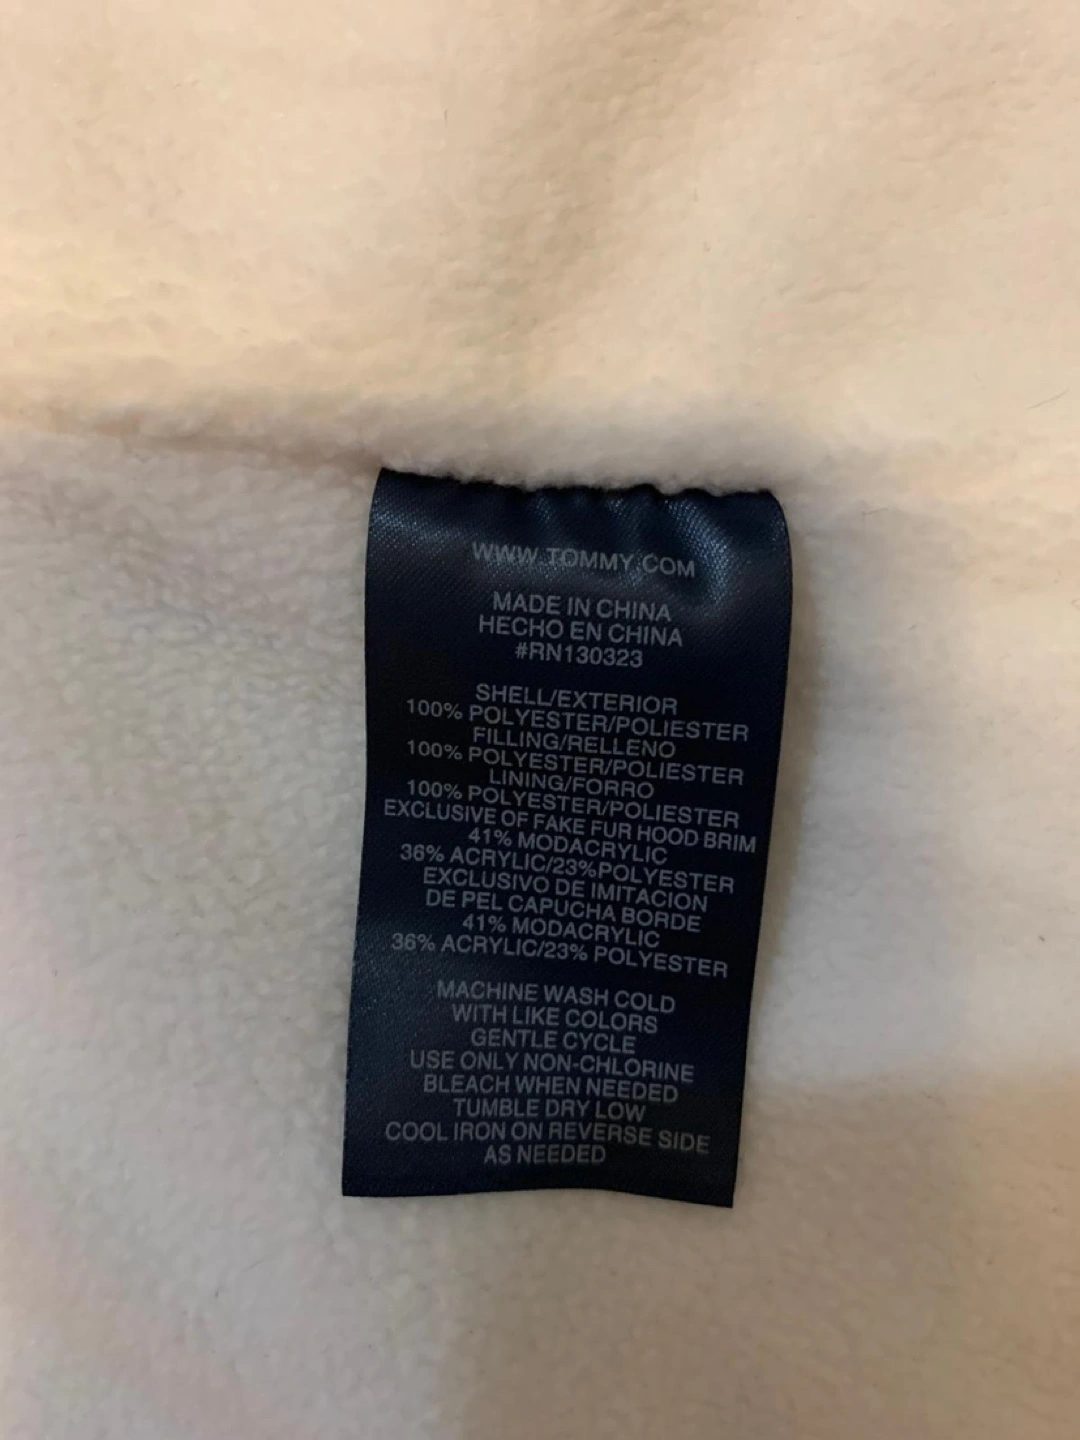 WWW.TOMMY.COM
MADE IN CHINA
HECHO EN CHINA
#RN130323
SHELL/EXTERIOR
100% POLYESTER/POLIESTER
FILLING/RELLENO
100% POLYESTER/POLIESTER
LINING/FORRO
100% POLYESTER/POLIESTER
EXCLUSIVE OF FAKE FUR HOOD BRIM
41% MODACRYLIC
36% ACRYLIC/23%POLYESTER
EXCLUSIVO DE IMITACION
DE PEL CAPUCHA BORDE
41% MODACRYLIC
36% ACRYLIC/23% POLYESTER
MACHINE WASH COLD
WITH LIKE COLORS
GENTLE CYCLE
USE ONLY NON-CHLORINE
BLEACH WHEN NEEDED
TUMBLE DRY LOW
COOL IRON ON REVERSE SIDE
AS NEEDED